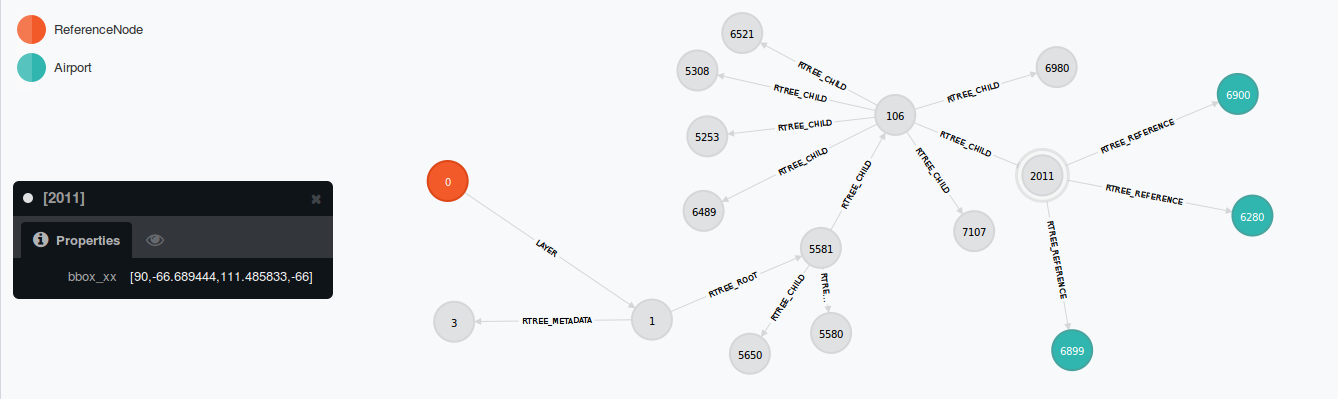 ReferenceNode
Airport
[2011]
Properties
bbox_xx [90,-66.689444,111.485833,-66]
0
LAYER
3
RTREE_METADATA
1
RTREE_ROOT
5581
RTREE_CHILD
5650
RTRE...
5580
RTREE_CHILD
106
RTREE_CHILD
6521
RTREE_CHILD
5308
RTREE_CHILD
5253
RTREE_CHILD
6489
RTREE_CHILD
6980
RTREE_CHILD
7107
RTREE_CHILD
2011
RTREE_REFERENCE
6900
RTREE_REFERENCE
6280
RTREE_REFERENCE
6899